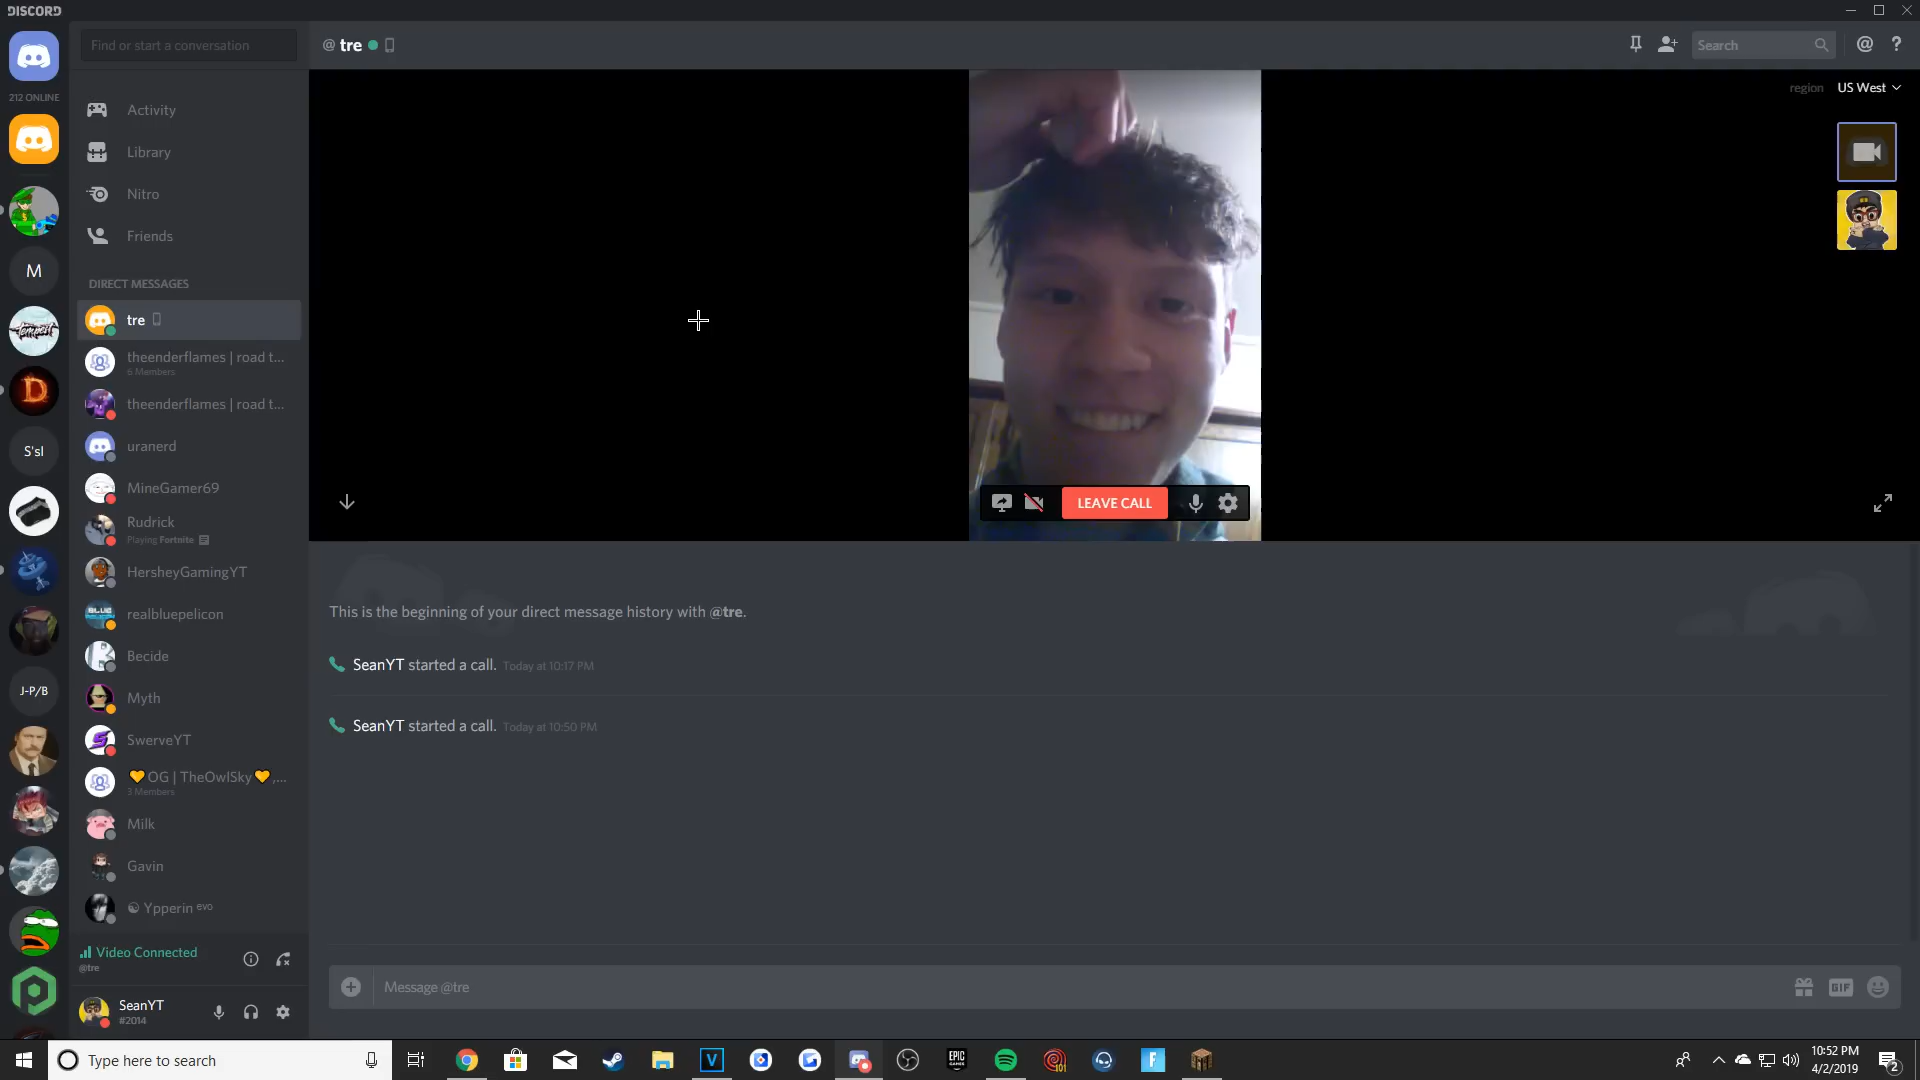 DISCORD
Find or start a conversation
@ tre
Search
212 ONLINE
region US West
Activity
Library
Nitro
Friends
M
DIRECT MESSAGES
tre
theenderflames | road t...
6 Members
theenderflames | road t...
uranerd
S'sl
MineGamer69
LEAVE CALL
Rudrick
Playing Fortnite
HersheyGamingYT
This is the beginning of your direct message history with @tre.
realbluepelicon
Becide
SeanYT started a call. Today at 10:17 PM
J-P/B
Myth
SeanYT started a call. Today at 10:50 PM
SwerveYT
OG | TheOwlSky 💛,...
3 Members
Milk
Gavin
Ypperin evo
Video Connected
@tre
Message @tre
GIF
SeanYT
#2014
Type here to search
10:52 PM
4/2/2019
2